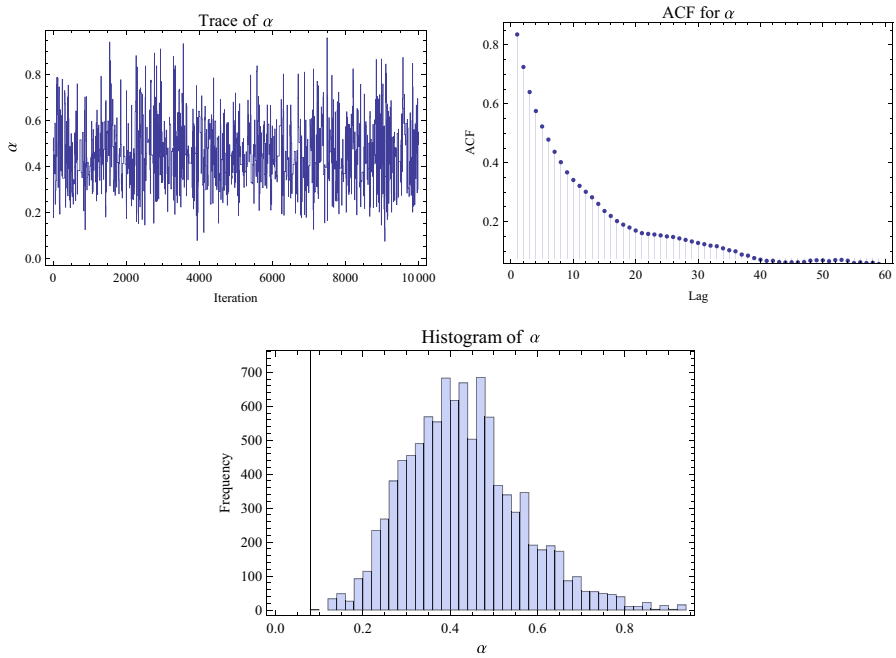 Trace of α
α
0.8
0.6
0.4
0.2
0.0
0 2000 4000 6000 8000 10000
Iteration
ACF for α
ACF
0.8
0.6
0.4
0.2
0 10 20 30 40 50 60
Lag
Histogram of α
Frequency
700
600
500
400
300
200
100
0
0.0 0.2 0.4 0.6 0.8
α